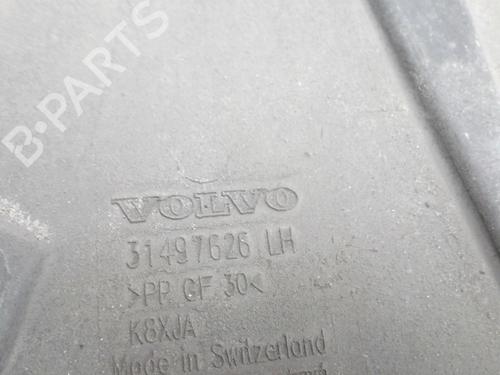 B-PARTS
VOLVO
31497626 LH
>PP GF 30<
K8XJA
Made in Switzerland